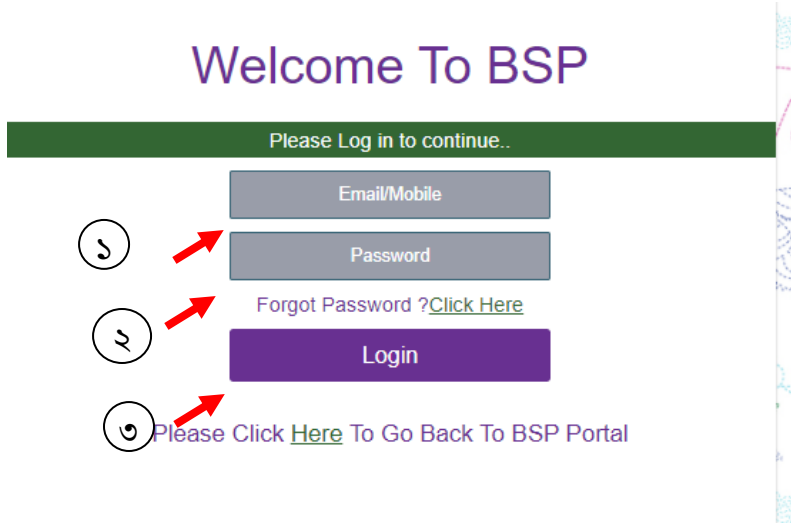 Welcome To BSP
Please Log in to continue..
Email/Mobile
১
Password
Forgot Password ?Click Here
২
Login
৩
Please Click Here To Go Back To BSP Portal